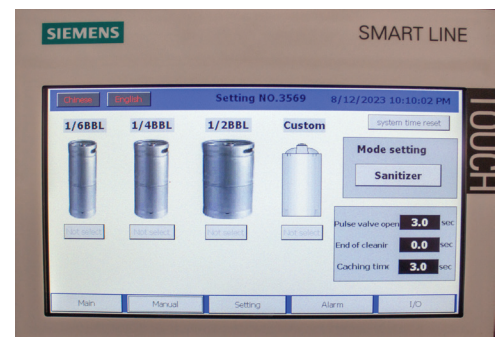 SIEMENS
SMART LINE
TOUCH
Chinese English Setting NO.3569 8/12/2023 10:10:02 PM
1/6BBL 1/4BBL 1/2BBL Custom
system time reset
Mode setting
Sanitizer
Not select Not select Not select Not select
Pulse valve open 3.0 sec
End of cleanir 0.0 sec
Caching time 3.0 sec
Main Manual Setting Alarm I/O